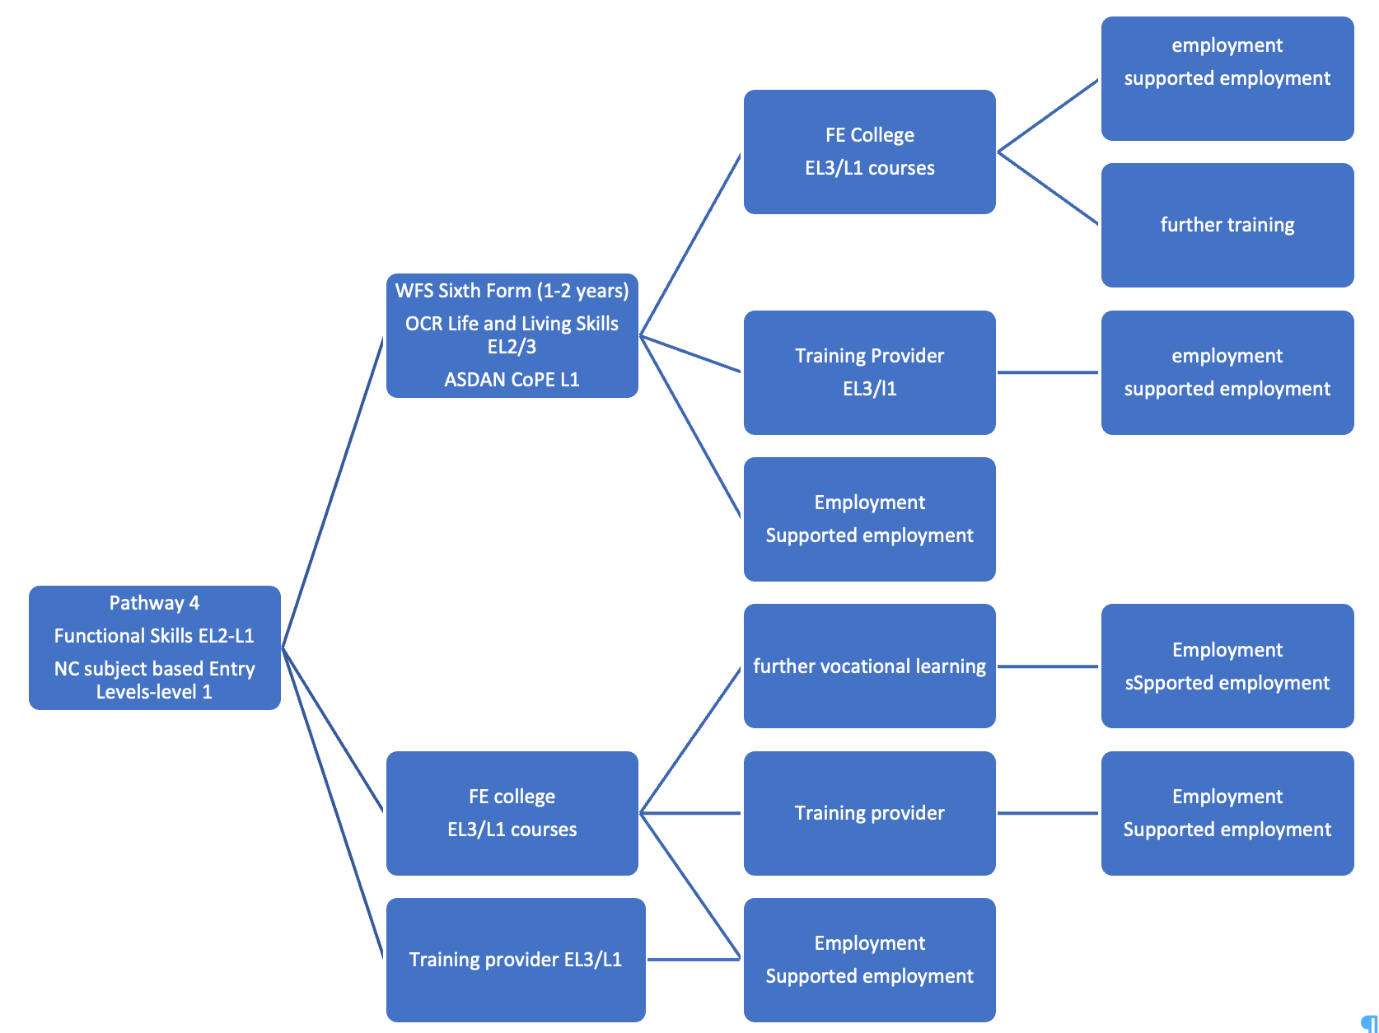 Pathway 4
Functional Skills EL2-L1
NC subject based Entry
Levels-level 1
WFS Sixth Form (1-2 years)
OCR Life and Living Skills
EL2/3
ASDAN CoPE L1
FE College
EL3/L1 courses
employment
supported employment
further training
Training Provider
EL3/l1
employment
supported employment
Employment
Supported employment
FE college
EL3/L1 courses
further vocational learning
Employment
sSpported employment
Training provider
Employment
Supported employment
Training provider EL3/L1
Employment
Supported employment
¶